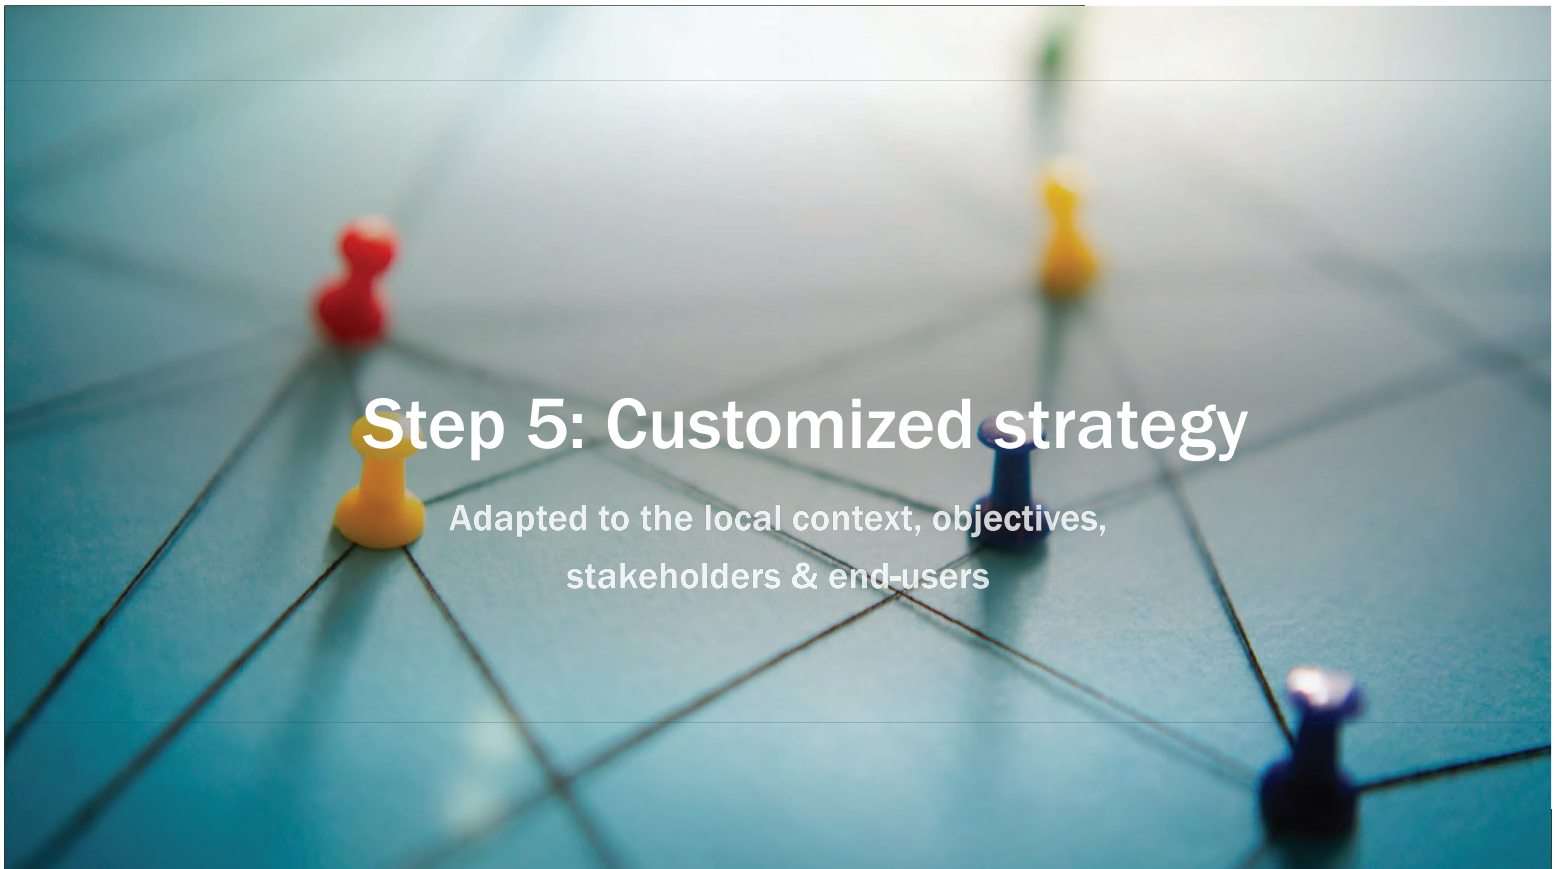 Step 5: Customized strategy
Adapted to the local context, objectives,
stakeholders & end-users